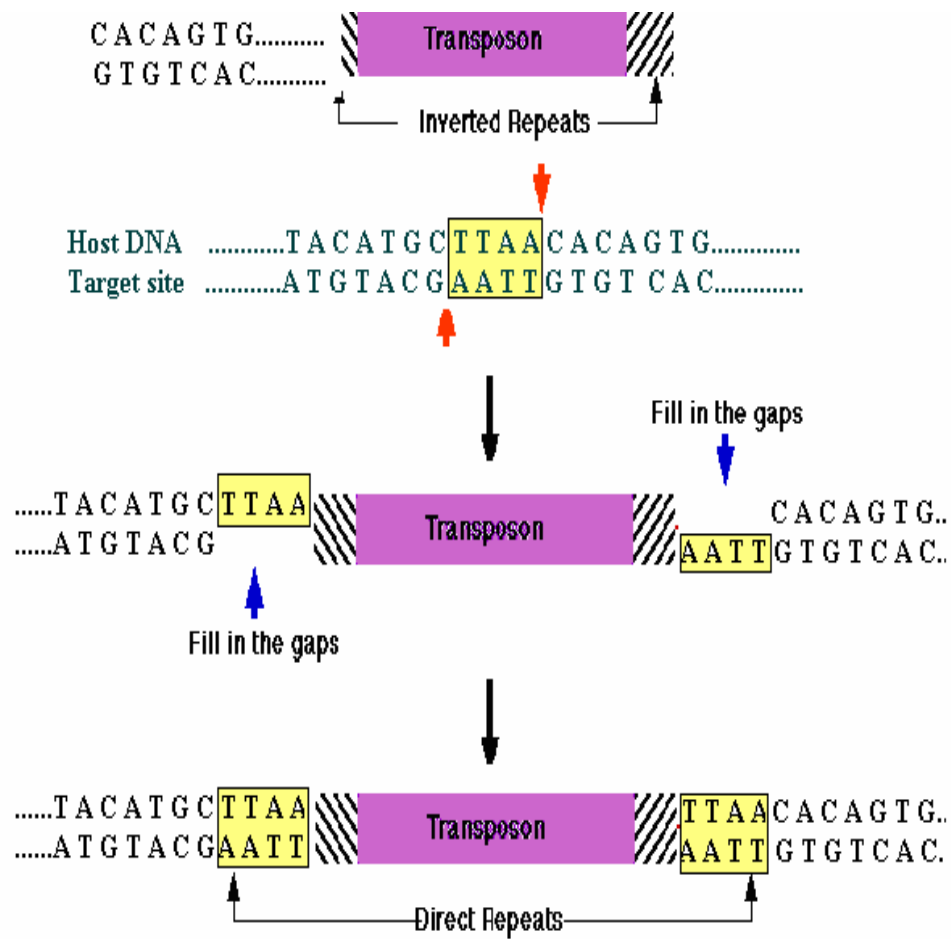 CACAGTG...........
GTGTCAC...........
Transposon
Inverted Repeats
Host DNA ............TACATGCTTAACACAGTG.............
Target site ............ATGTACGAATTGTGTCAC.............
Fill in the gaps
......TACATGCTTAA
......ATGTACG
Transposon
CACAGTG..
AATTGTGTCAC..
Fill in the gaps
......TACATGCTTAA
......ATGTACGAATT
Transposon
TTAACACAGTG..
AATTGTGTCAC.
Direct Repeats